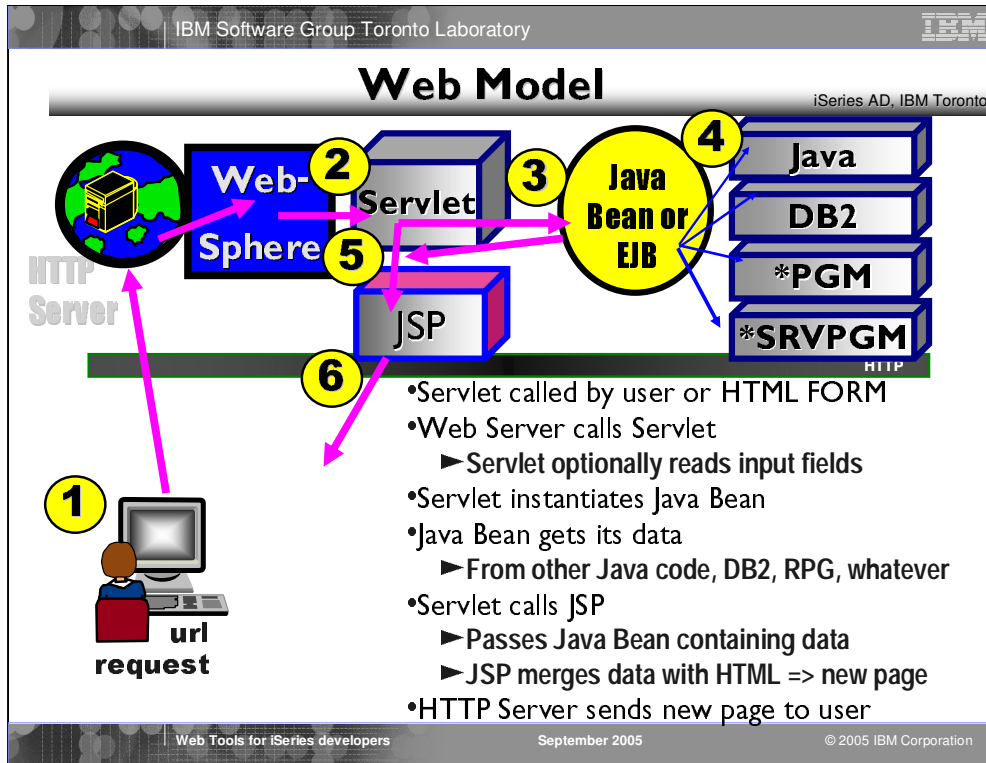 IBM Software Group Toronto Laboratory
IBM
Web Model
iSeries AD, IBM Toronto
HTTP
Server
Web-
Sphere
2
Servlet
3
Java
Bean or
EJB
4
Java
DB2
*PGM
*SRVPGM
5
JSP
HTTP
6
1
url
request
•Servlet called by user or HTML FORM
•Web Server calls Servlet
►Servlet optionally reads input fields
•Servlet instantiates Java Bean
•Java Bean gets its data
►From other Java code, DB2, RPG, whatever
•Servlet calls JSP
►Passes Java Bean containing data
►JSP merges data with HTML => new page
•HTTP Server sends new page to user
Web Tools for iSeries developers
September 2005
© 2005 IBM Corporation